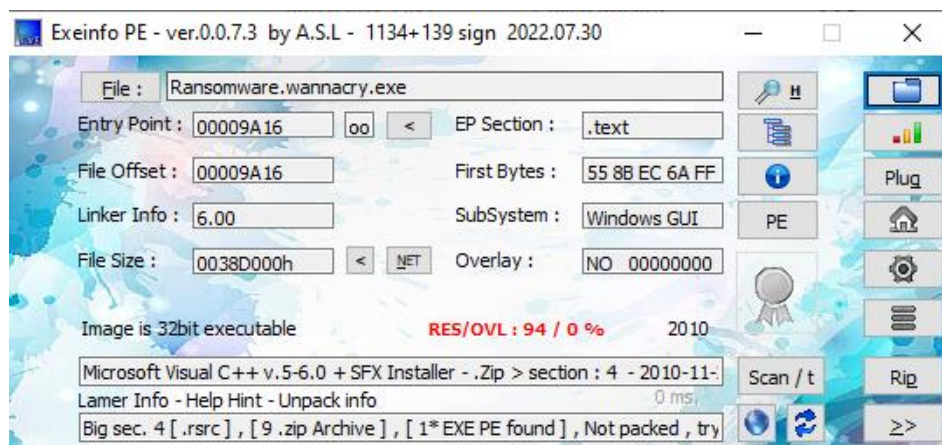 Exeinfo PE - ver.0.0.7.3 by A.S.L - 1134+139 sign 2022.07.30
File : Ransomware.wannacry.exe H
Entry Point : 00009A16 oo < EP Section : .text
File Offset : 00009A16 First Bytes : 55 8B EC 6A FF Plug
Linker Info : 6.00 SubSystem : Windows GUI PE
File Size : 0038D000h < NET Overlay : NO 00000000
Image is 32bit executable RES/OVL : 94 / 0 % 2010
Microsoft Visual C++ v.5-6.0 + SFX Installer - .Zip > section : 4 - 2010-11- Scan / t Rip
Lamer Info - Help Hint - Unpack info 0 ms.
Big sec. 4 [ .rsrc ] , [ 9 .zip Archive ] , [ 1* EXE PE found ] , Not packed , try >>